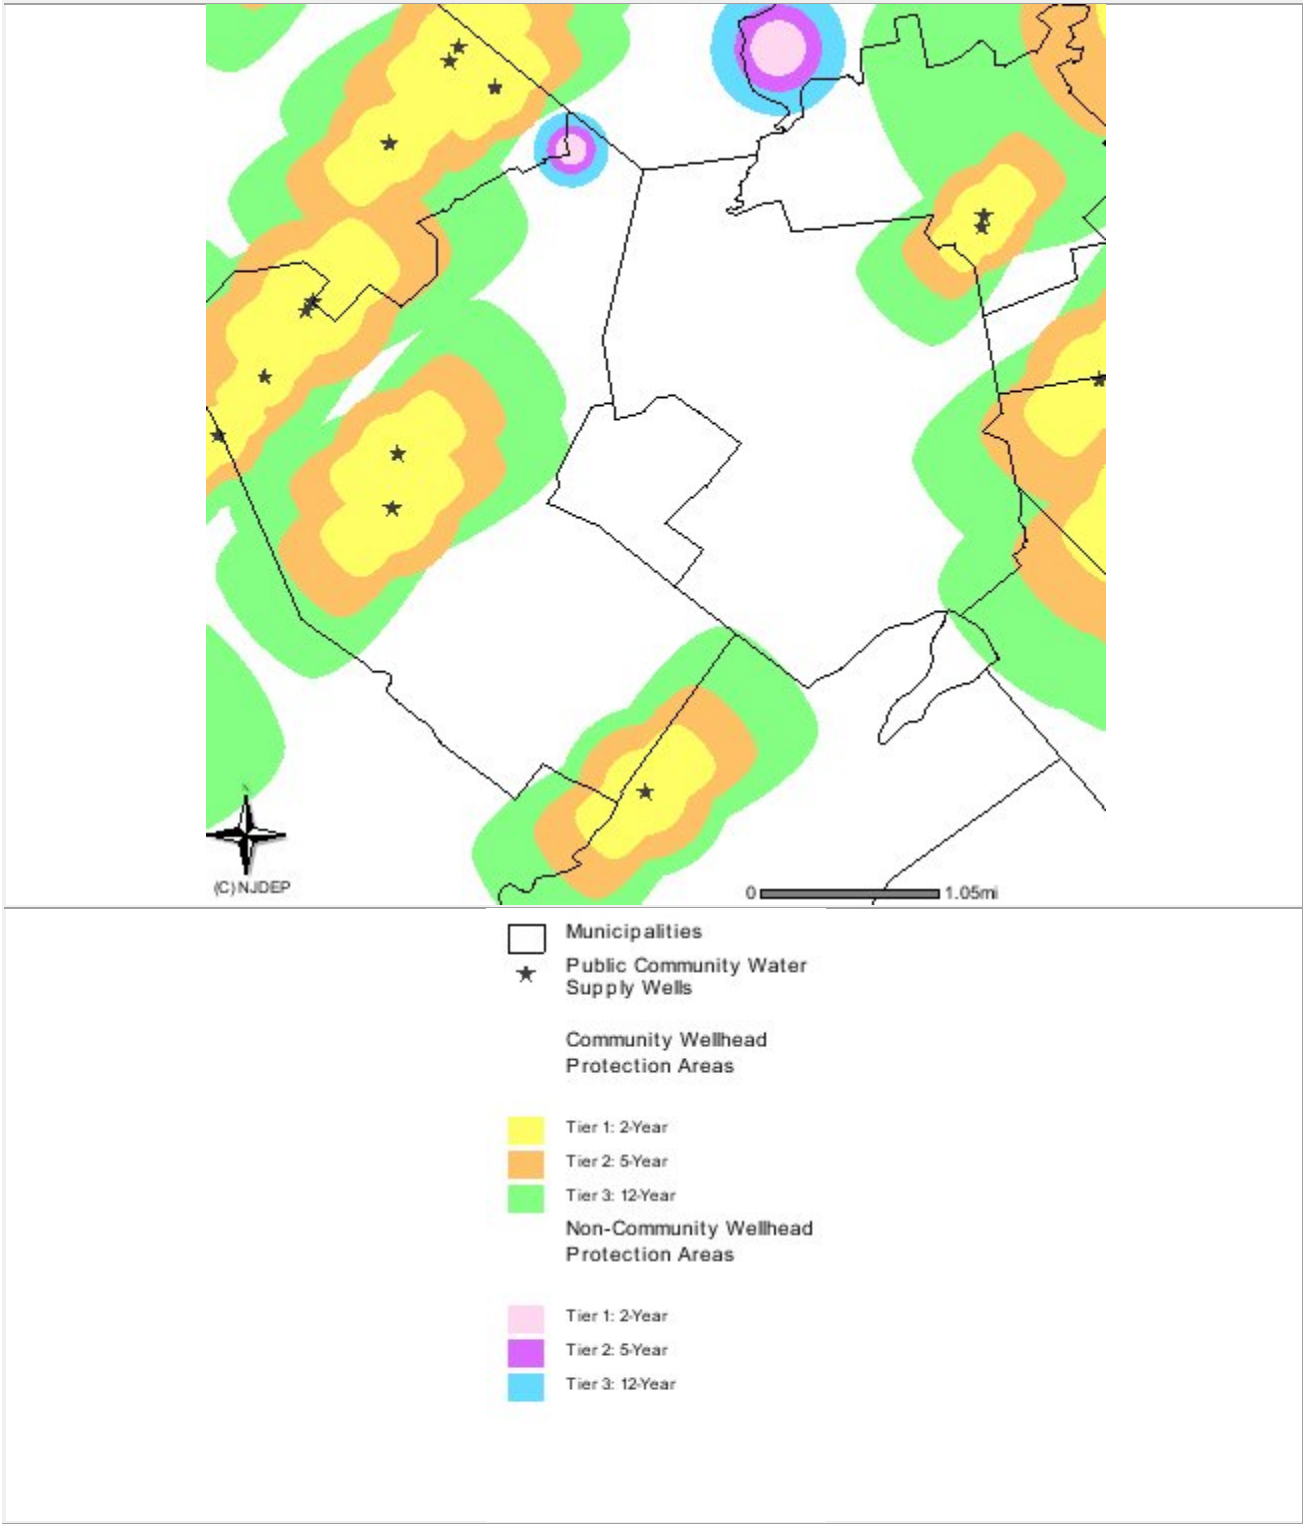 (C) NJDEP
0 1.05mi
Municipalities
Public Community Water
Supply Wells
Community Wellhead
Protection Areas
Tier 1: 2-Year
Tier 2: 5-Year
Tier 3: 12-Year
Non-Community Wellhead
Protection Areas
Tier 1: 2-Year
Tier 2: 5-Year
Tier 3: 12-Year